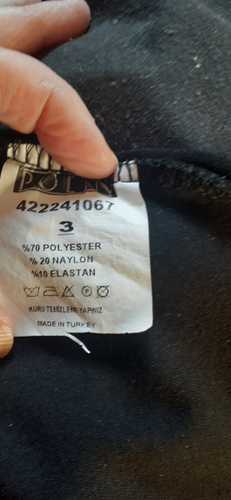 422241067
3
%70 POLYESTER
% 20 NAYLON
%10 ELASTAN
KURU TEMİZLEME YAPINIZ
MADE IN TURKEY